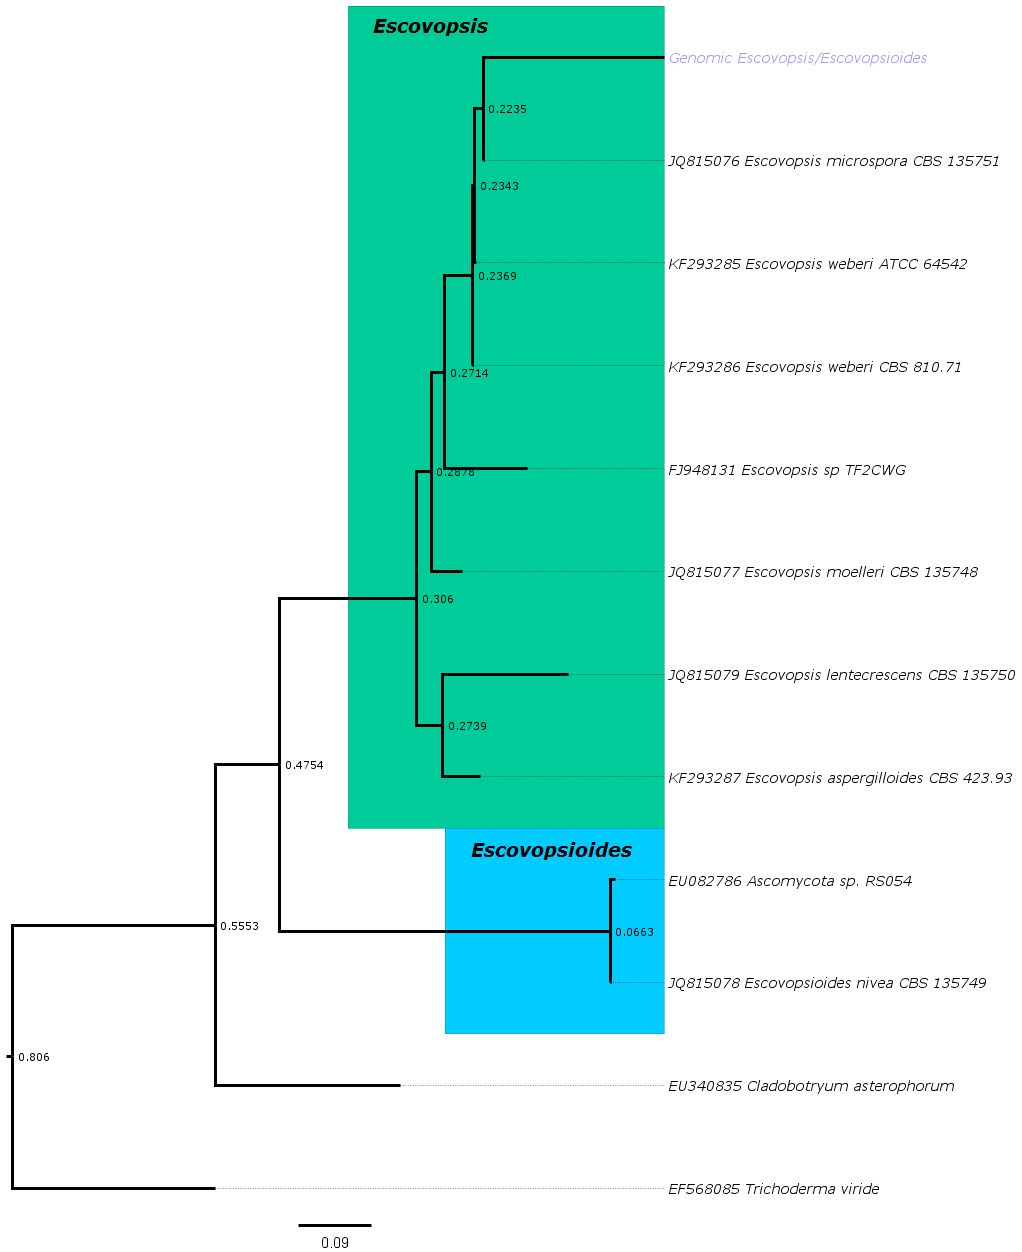 Escovopsis
Genomic Escovopsis/Escovopsioides
0.2235
JQ815076 Escovopsis microspora CBS 135751
0.2343
KF293285 Escovopsis weberi ATCC 64542
0.2369
KF293286 Escovopsis weberi CBS 810.71
0.2714
FJ948131 Escovopsis sp TF2CWG
0.2878
JQ815077 Escovopsis moelleri CBS 135748
0.306
JQ815079 Escovopsis lentecrescens CBS 135750
0.2739
0.4754
KF293287 Escovopsis aspergilloides CBS 423.93
Escovopsioides
EU082786 Ascomycota sp. RS054
0.5553
0.0663
JQ815078 Escovopsioides nivea CBS 135749
0.806
EU340835 Cladobotryum asterophorum
EF568085 Trichoderma viride
0.09